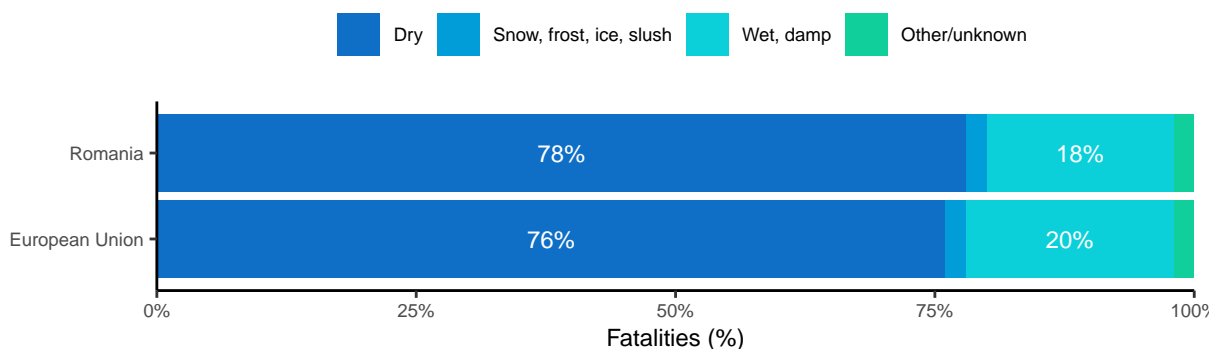 Dry Snow, frost, ice, slush Wet, damp Other/unknown
Romania 78% 18%
European Union 76% 20%
0% 25% 50% 75% 100%
Fatalities (%)